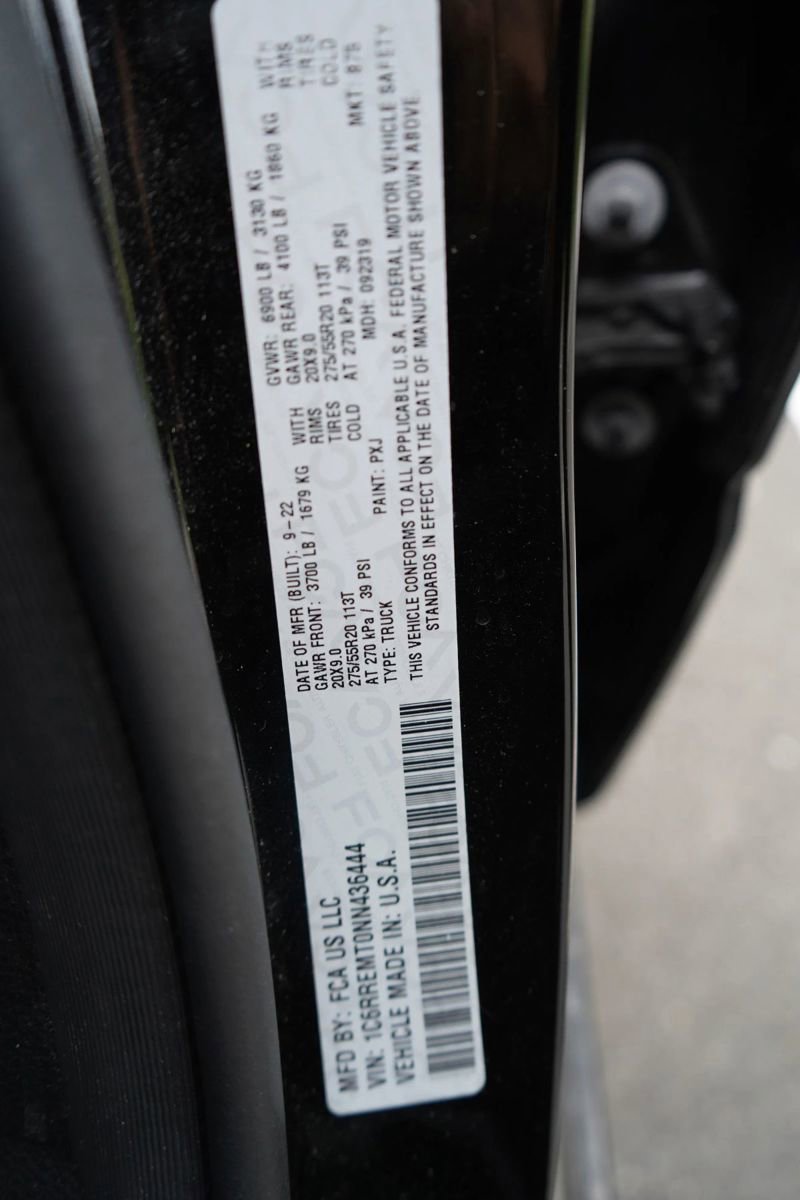 MFD BY: FCA US LLC
VIN: 1C6RREMT0NN436444
VEHICLE MADE IN: U.S.A.
DATE OF MFR (BUILT): 9-22
GAWR FRONT: 3700 LB / 1679 KG WITH
20X9.0 RIMS
275/55R20 113T TIRES
AT 270 kPa / 39 PSI COLD
TYPE: TRUCK PAINT: PXJ
GVWR: 6900 LB / 3130 KG
GAWR REAR: 4100 LB / 1860 KG WITH
20X9.0 RIMS
275/55R20 113T TIRES
AT 270 kPa / 39 PSI COLD
MDH: 092319 MKT:
THIS VEHICLE CONFORMS TO ALL APPLICABLE U.S.A. FEDERAL MOTOR VEHICLE SAFETY
STANDARDS IN EFFECT ON THE DATE OF MANUFACTURE SHOWN ABOVE.